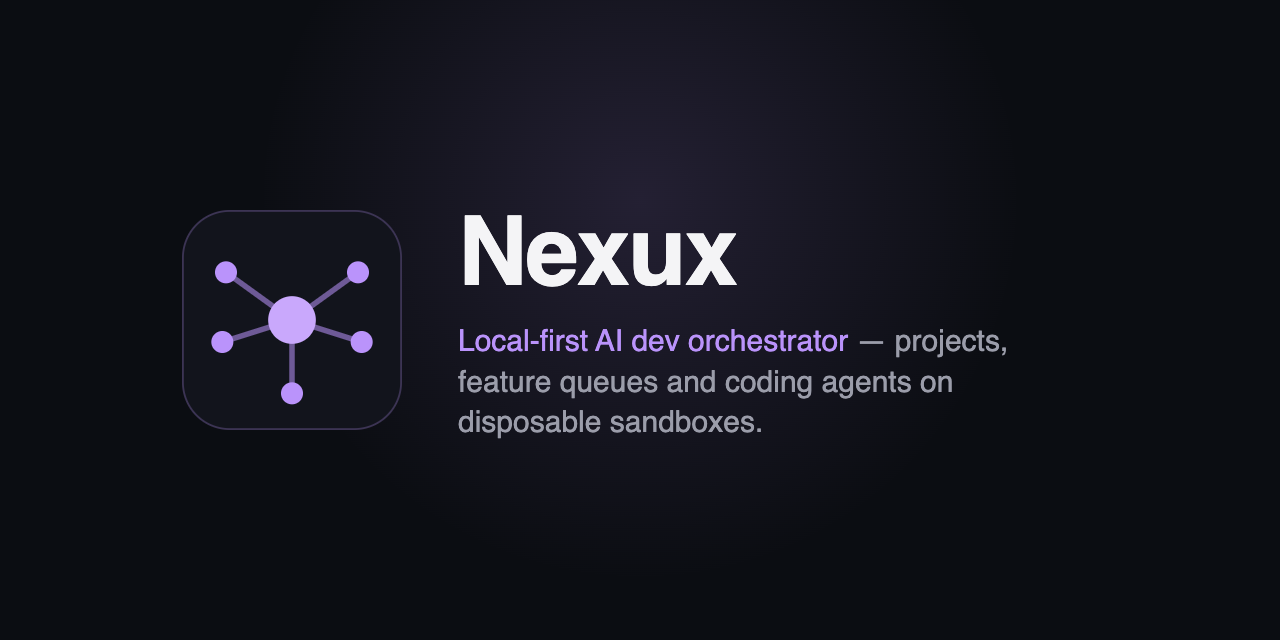 Nexux
Local-first AI dev orchestrator — projects,
feature queues and coding agents on
disposable sandboxes.